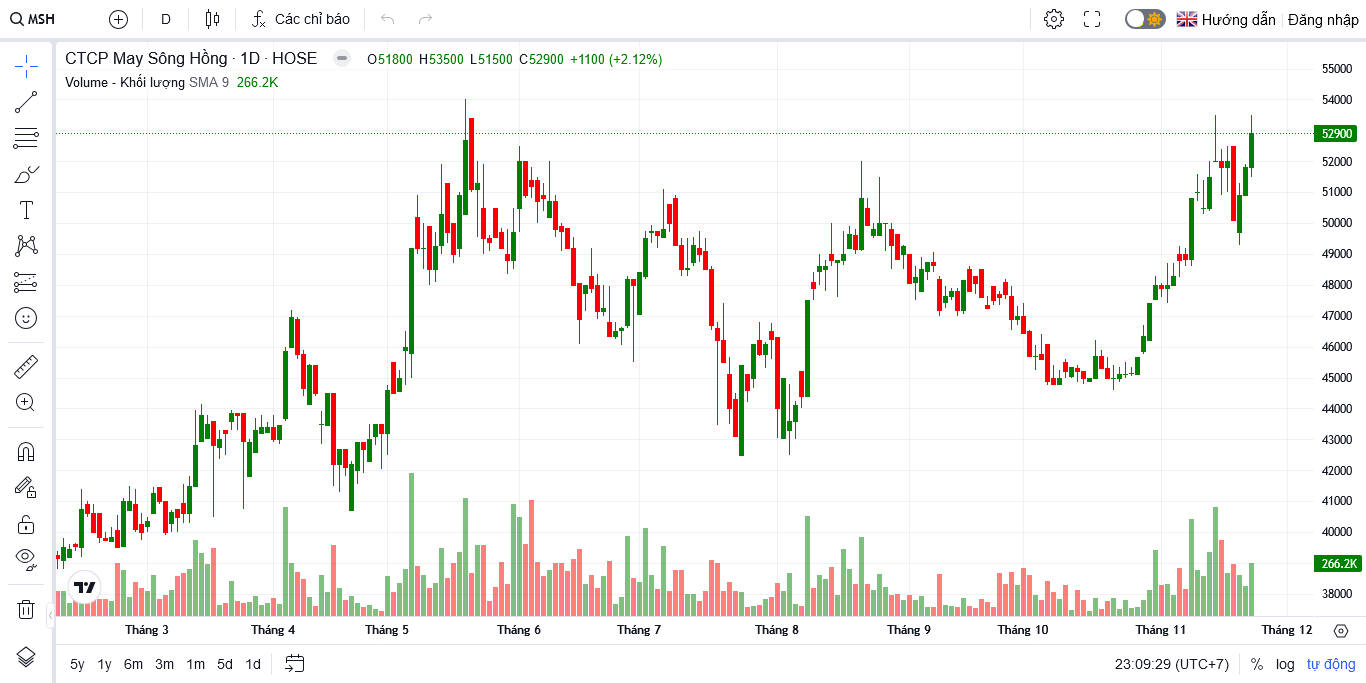 MSH D Các chỉ báo Hướng dẫn Đăng nhập
CTCP May Sông Hồng · 1D · HOSE O51800 H53500 L51500 C52900 +1100 (+2.12%)
Volume - Khối lượng SMA 9 266.2K
55000
54000
52900
52000
51000
50000
49000
48000
47000
46000
45000
44000
43000
42000
41000
40000
266.2K
38000
Tháng 3 Tháng 4 Tháng 5 Tháng 6 Tháng 7 Tháng 8 Tháng 9 Tháng 10 Tháng 11 Tháng 12
5y 1y 6m 3m 1m 5d 1d 23:09:29 (UTC+7) % log tự động